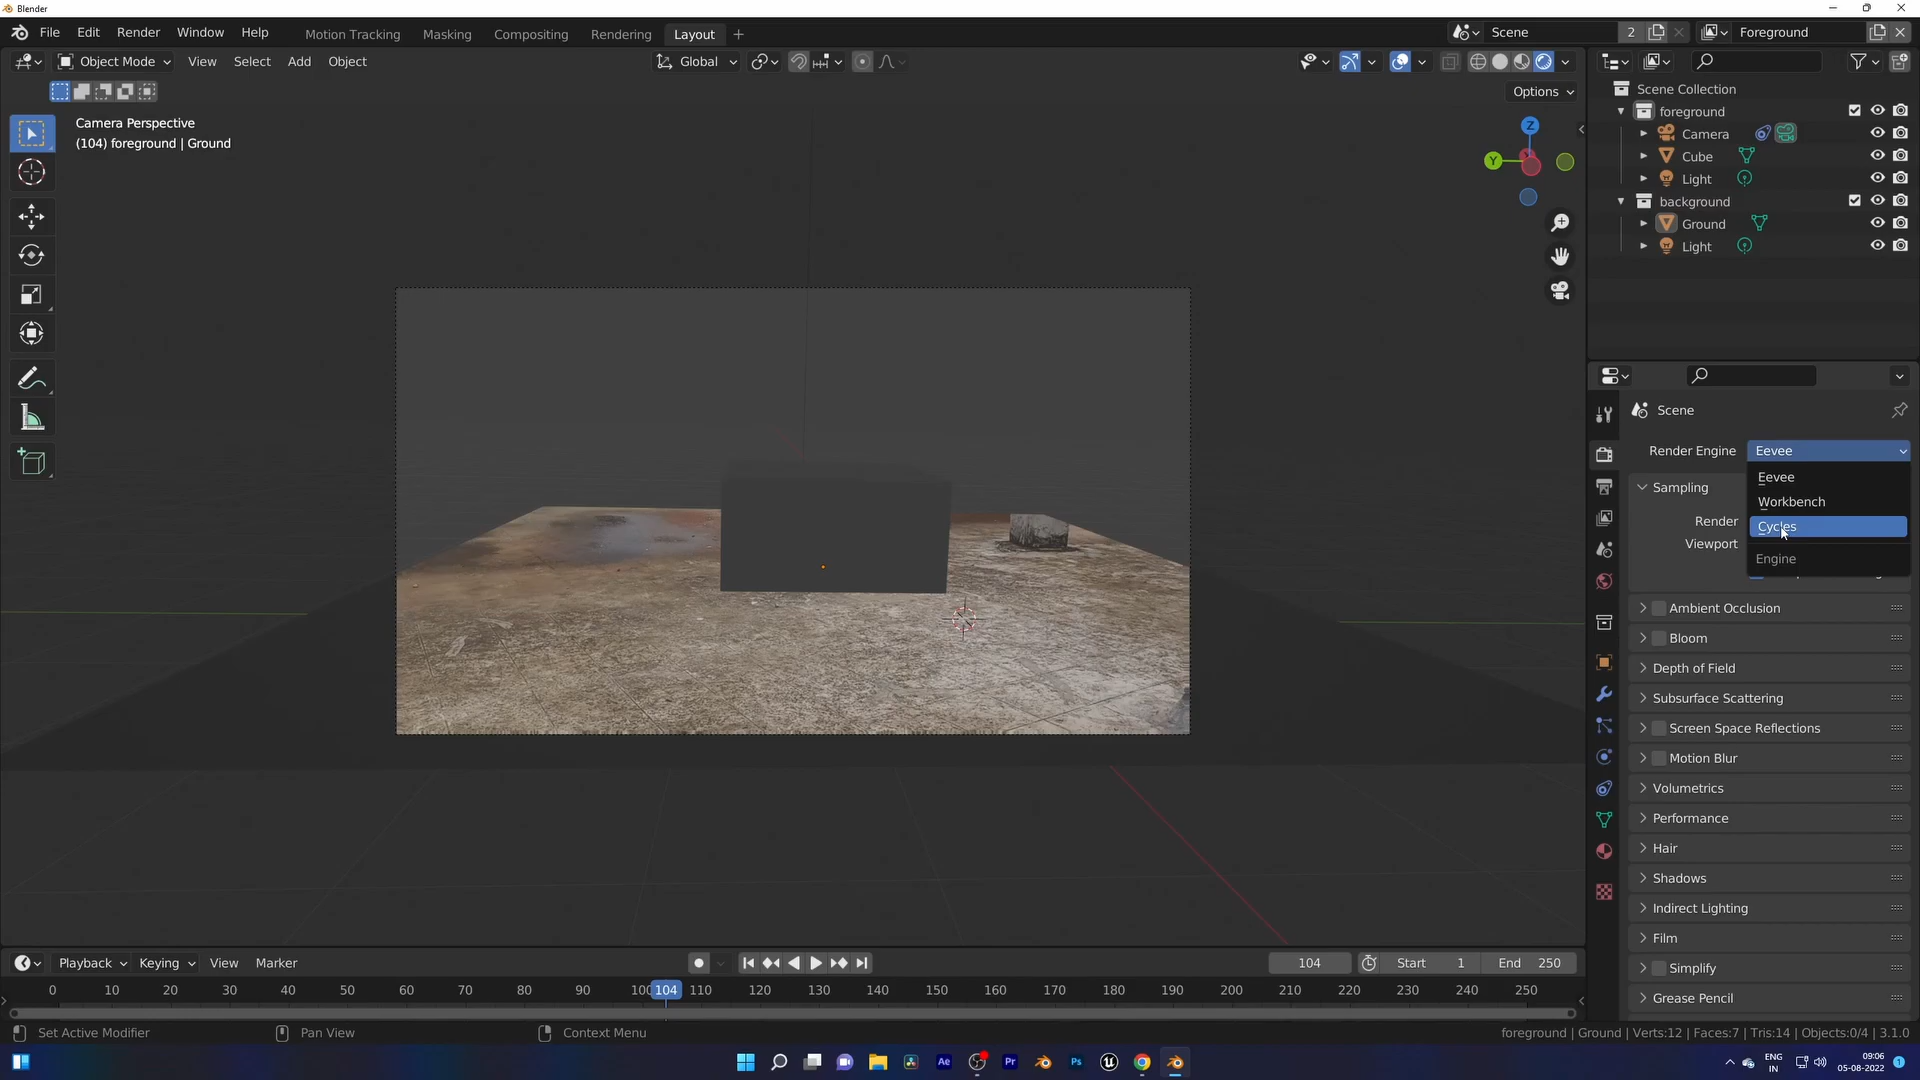 Blender
File Edit Render Window Help
Motion Tracking Masking Compositing Rendering Layout +
Scene 2
Foreground
Object Mode View Select Add Object
Global
Options
Camera Perspective
(104) foreground | Ground
Z
Y
Scene Collection
foreground
Camera
Cube
Light
background
Ground
Light
Scene
Render Engine Eevee
Eevee
Workbench
Cycles
Engine
Sampling
Render
Viewport
Ambient Occlusion
Bloom
Depth of Field
Subsurface Scattering
Screen Space Reflections
Motion Blur
Volumetrics
Performance
Hair
Shadows
Indirect Lighting
Film
Simplify
Grease Pencil
Playback Keying View Marker
104 Start 1 End 250
0 10 20 30 40 50 60 70 80 90 100 104 110 120 130 140 150 160 170 180 190 200 210 220 230 240 250
Set Active Modifier Pan View Context Menu
foreground | Ground | Verts:12 | Faces:7 | Tris:14 | Objects:0/4 | 3.1.0
Ae Pr Ps
ENG
IN
09:06
05-08-2022
1